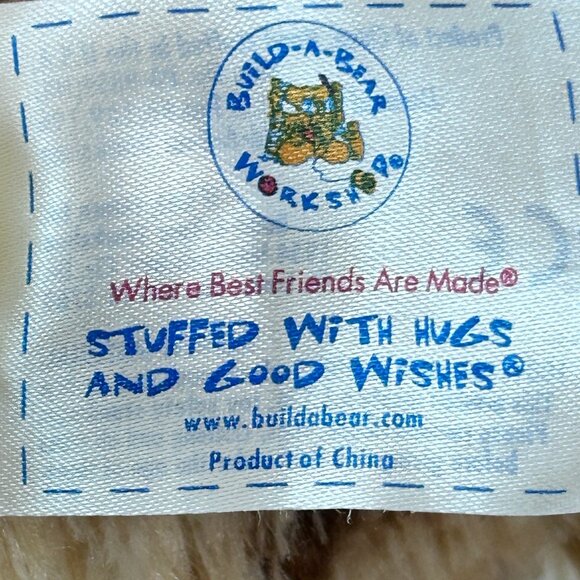 BUILD-A-BEAR
WORKSHOP®
Where Best Friends Are Made®
STUFFED WITH HUGS
AND GOOD WISHES®
www.buildabear.com
Product of China